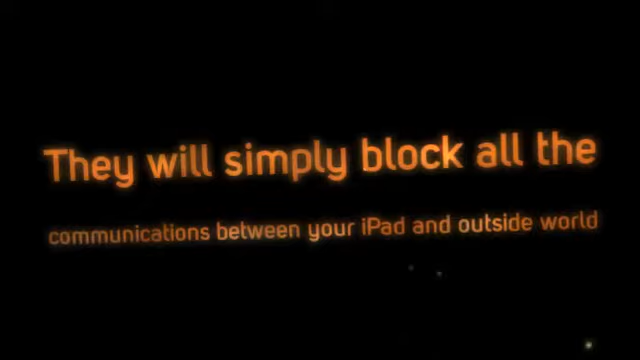 They will simply block all the
communications between your iPad and outside world